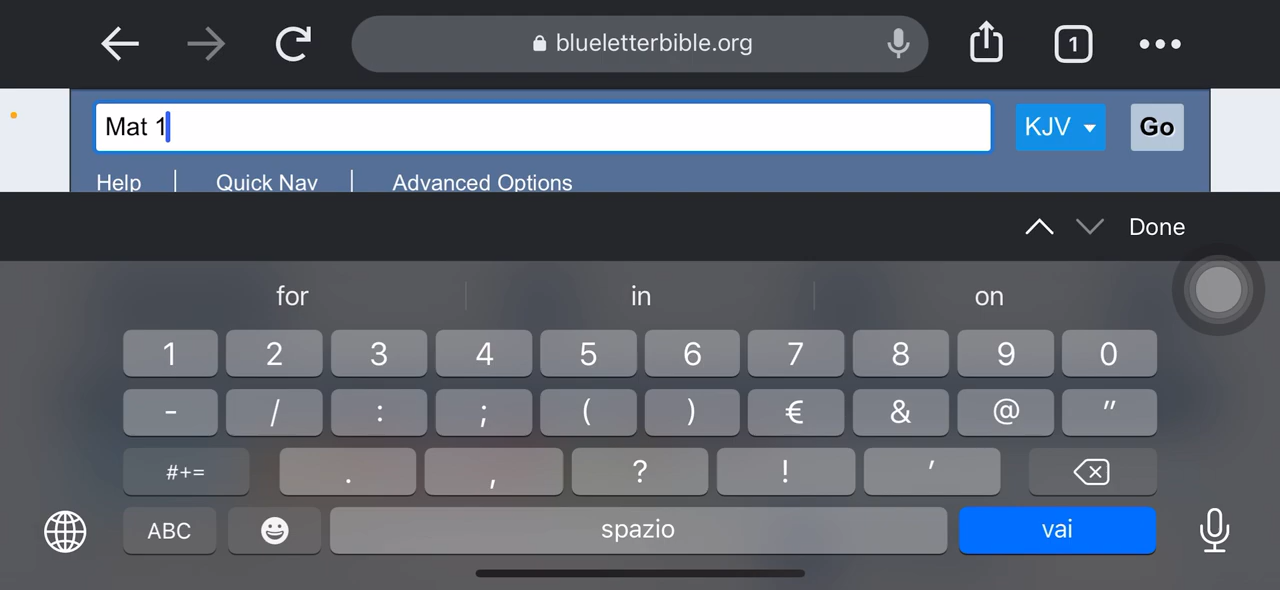 blueletterbible.org 1
Mat 1 KJV Go
Help Quick Nav Advanced Options
Done
for in on
1 2 3 4 5 6 7 8 9 0
- / : ; ( ) € & @ "
#+= . , ? ! '
ABC spazio vai